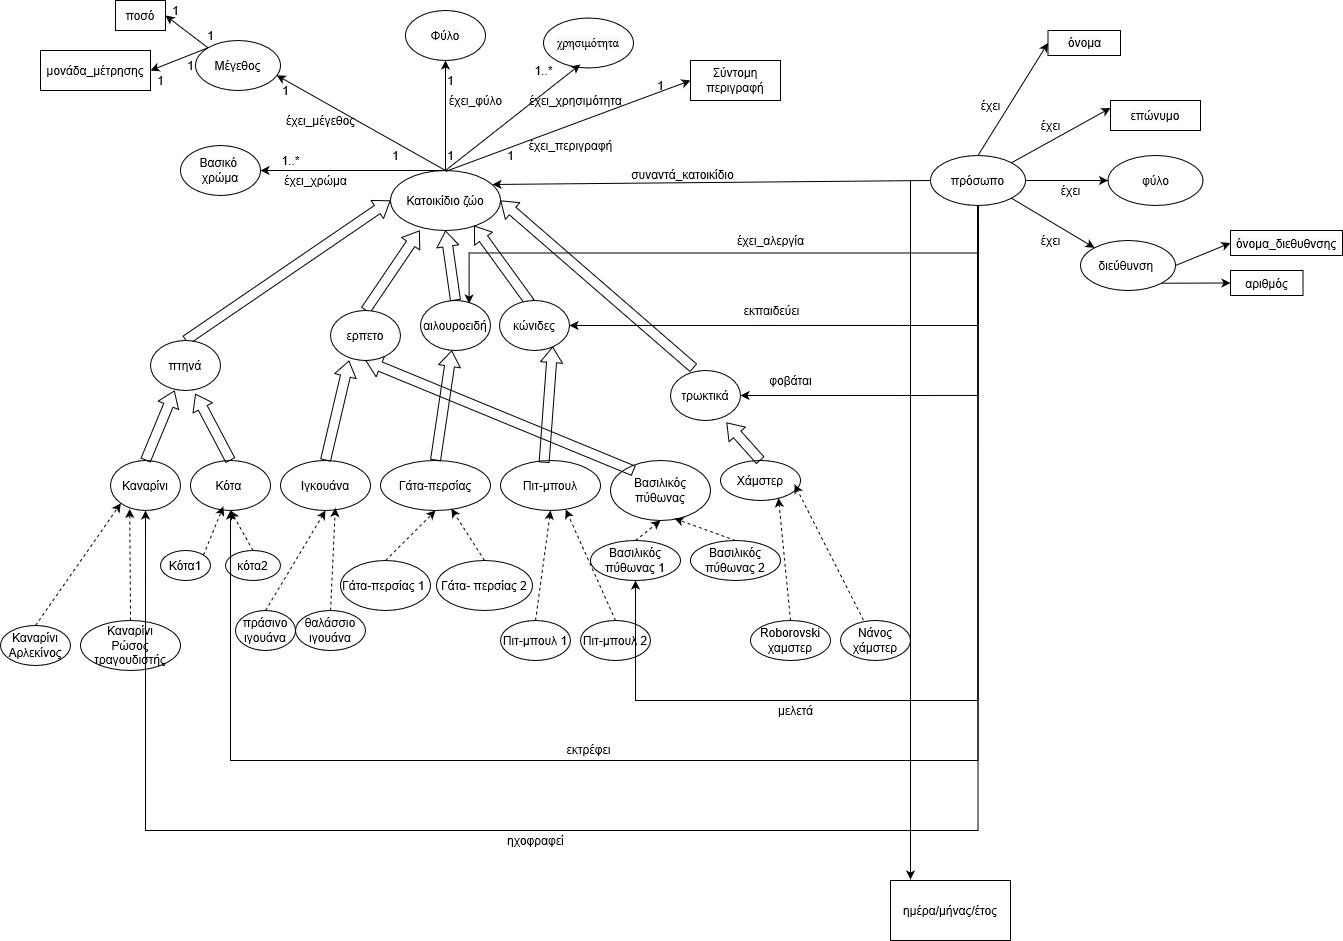 ποσό
1
1
μονάδα_μέτρησης
1
1
Μέγεθος
1
έχει_μέγεθος
Φύλο
1
έχει_φύλο
χρησιμότητα
1..*
έχει_χρησιμότητα
1
Σύντομη
περιγραφή
έχει_περιγραφή
1
1
1
Βασικό
χρώμα
1..*
έχει_χρώμα
Κατοικίδιο ζώο
συναντά_κατοικίδιο
πρόσωπο
έχει
όνομα
έχει
επώνυμο
έχει
φύλο
έχει
διεύθυνση
όνομα_διεθυθνσης
αριθμός
έχει_αλεργία
εκπαιδεύει
φοβάται
πτηνά
ερπετο
αιλουροειδή
κώνιδες
τρωκτικά
Καναρίνι
Κότα
Ιγκουάνα
Γάτα-περσίας
Πιτ-μπουλ
Βασιλικός
πύθωνας
Χάμστερ
Κότα1
κότα2
Γάτα-περσίας 1
Γάτα- περσίας 2
Βασιλικός
πύθωνας 1
Βασιλικός
πύθωνας 2
Καναρίνι
Αρλεκίνος
Καναρίνι
Ρώσος
τραγουδιστής
πράσινο
ιγουάνα
θαλάσσιο
ιγουάνα
Πιτ-μπουλ 1
Πιτ-μπουλ 2
Roborovski
χαμστερ
Νάνος
χάμστερ
μελετά
εκτρέφει
ηχοφραφεί
ημέρα/μήνας/έτος